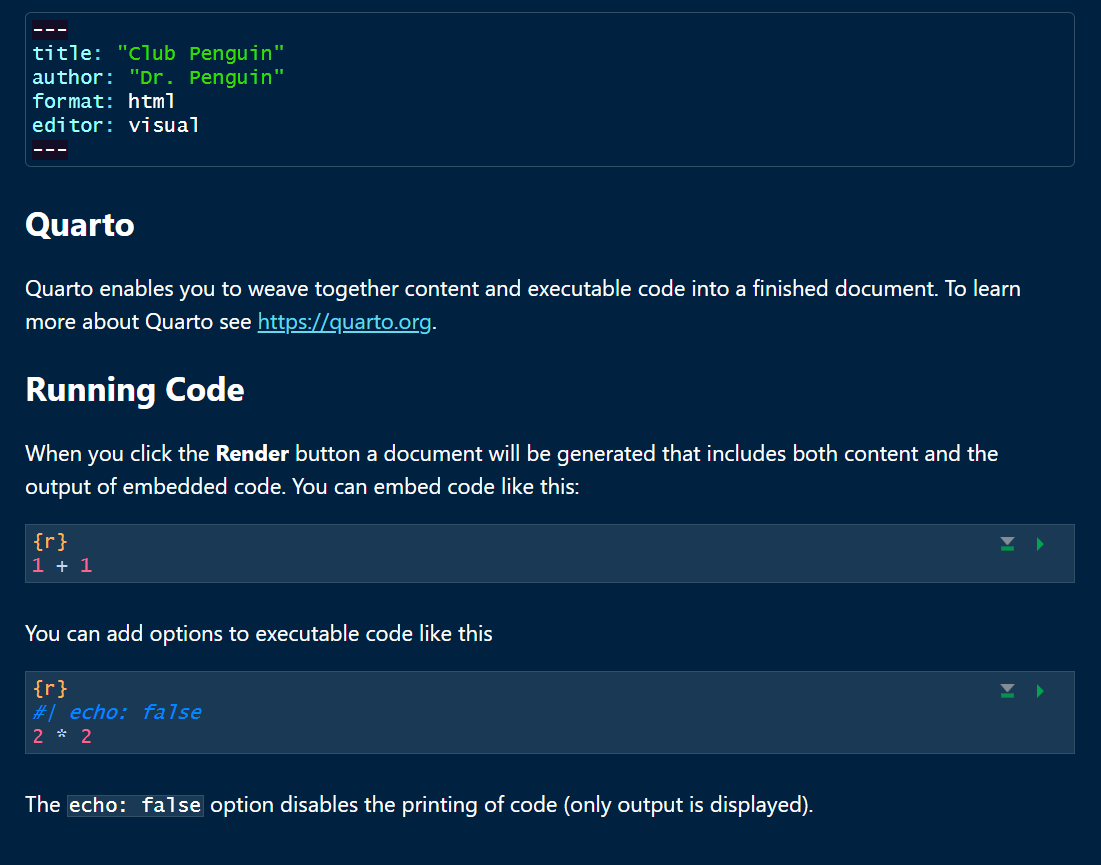 ---
title: "Club Penguin"
author: "Dr. Penguin"
format: html
editor: visual
---
Quarto
Quarto enables you to weave together content and executable code into a finished document. To learn
more about Quarto see https://quarto.org.
Running Code
When you click the Render button a document will be generated that includes both content and the
output of embedded code. You can embed code like this:
{r}
1 + 1
You can add options to executable code like this
{r}
#| echo: false
2 * 2
The echo: false option disables the printing of code (only output is displayed).